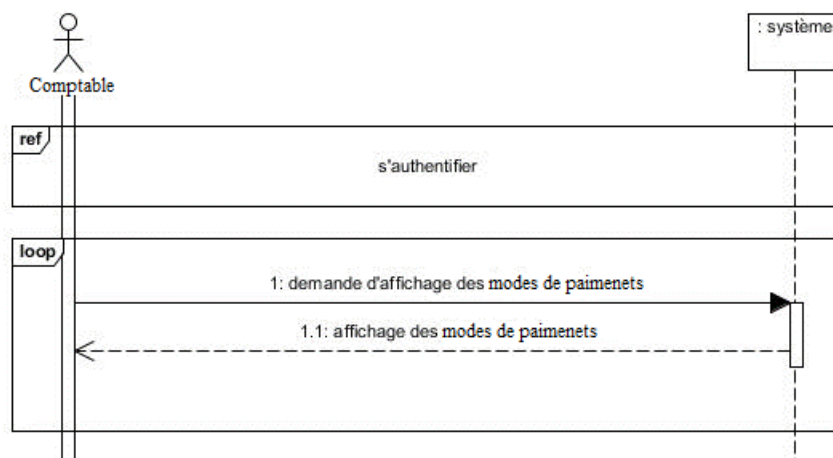 : système
Comptable
ref
s'authentifier
loop
1: demande d'affichage des modes de paimenets
1.1: affichage des modes de paimenets